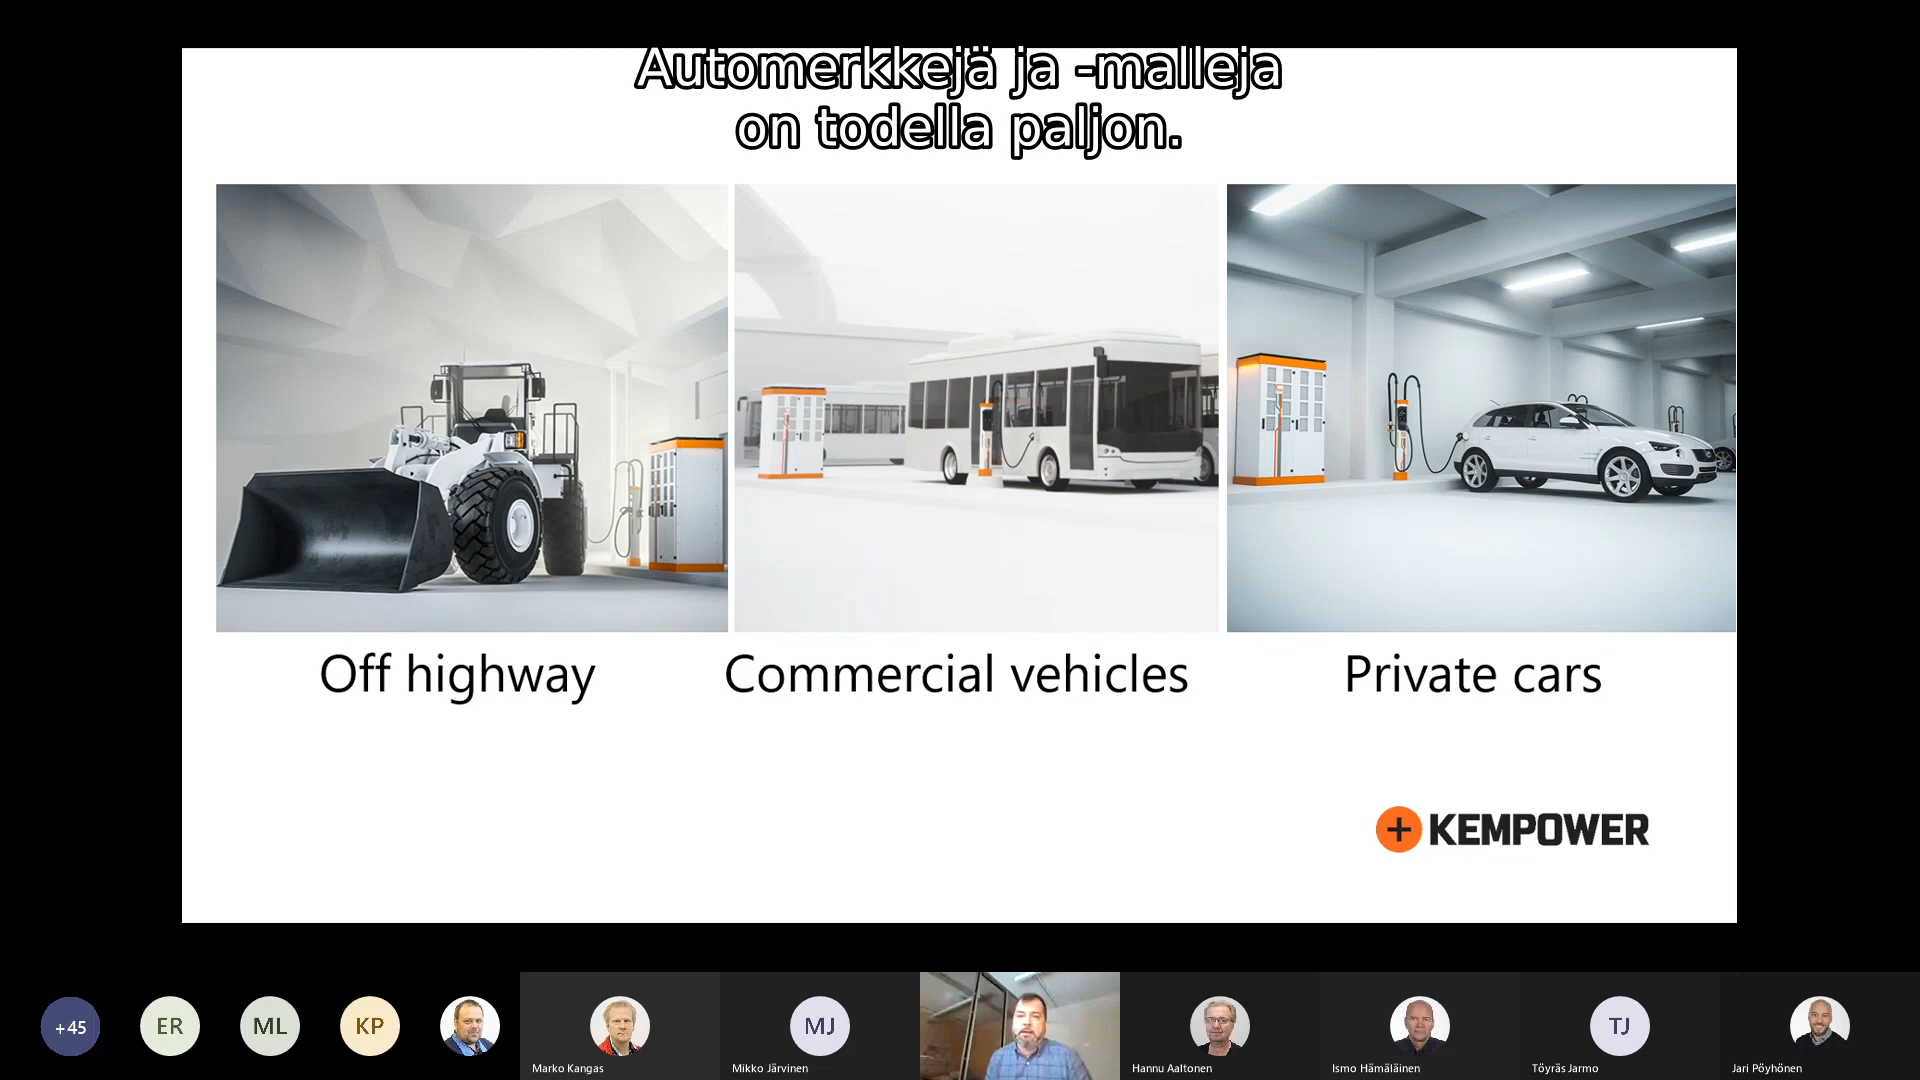 Automerkkejä ja -malleja
on todella paljon.
Off highway
Commercial vehicles
Private cars
KEMPOWER
+45
ER
ML
KP
Marko Kangas
MJ
Mikko Järvinen
Hannu Aaltonen
Ismo Hämäläinen
TJ
Töyräs Jarmo
Jari Pöyhönen